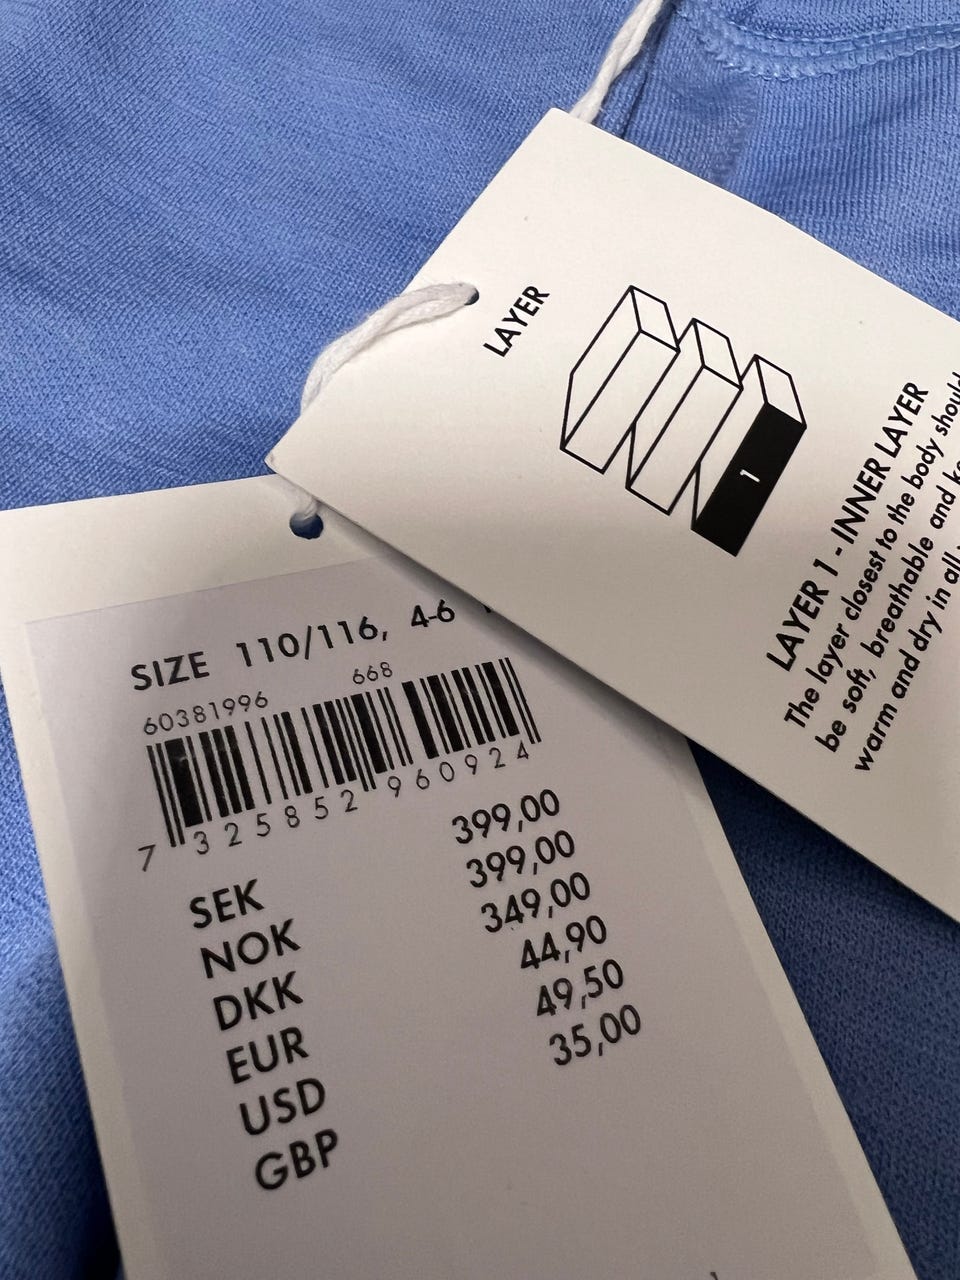 LAYER
1
LAYER 1 - INNER LAYER
The layer closest to the body should
be soft, breathable and
warm and dry in all
SIZE 110/116, 4-6
60381996 668
7 325852 960924
SEK 399,00
NOK 399,00
DKK 349,00
EUR 44,90
USD 49,50
GBP 35,00